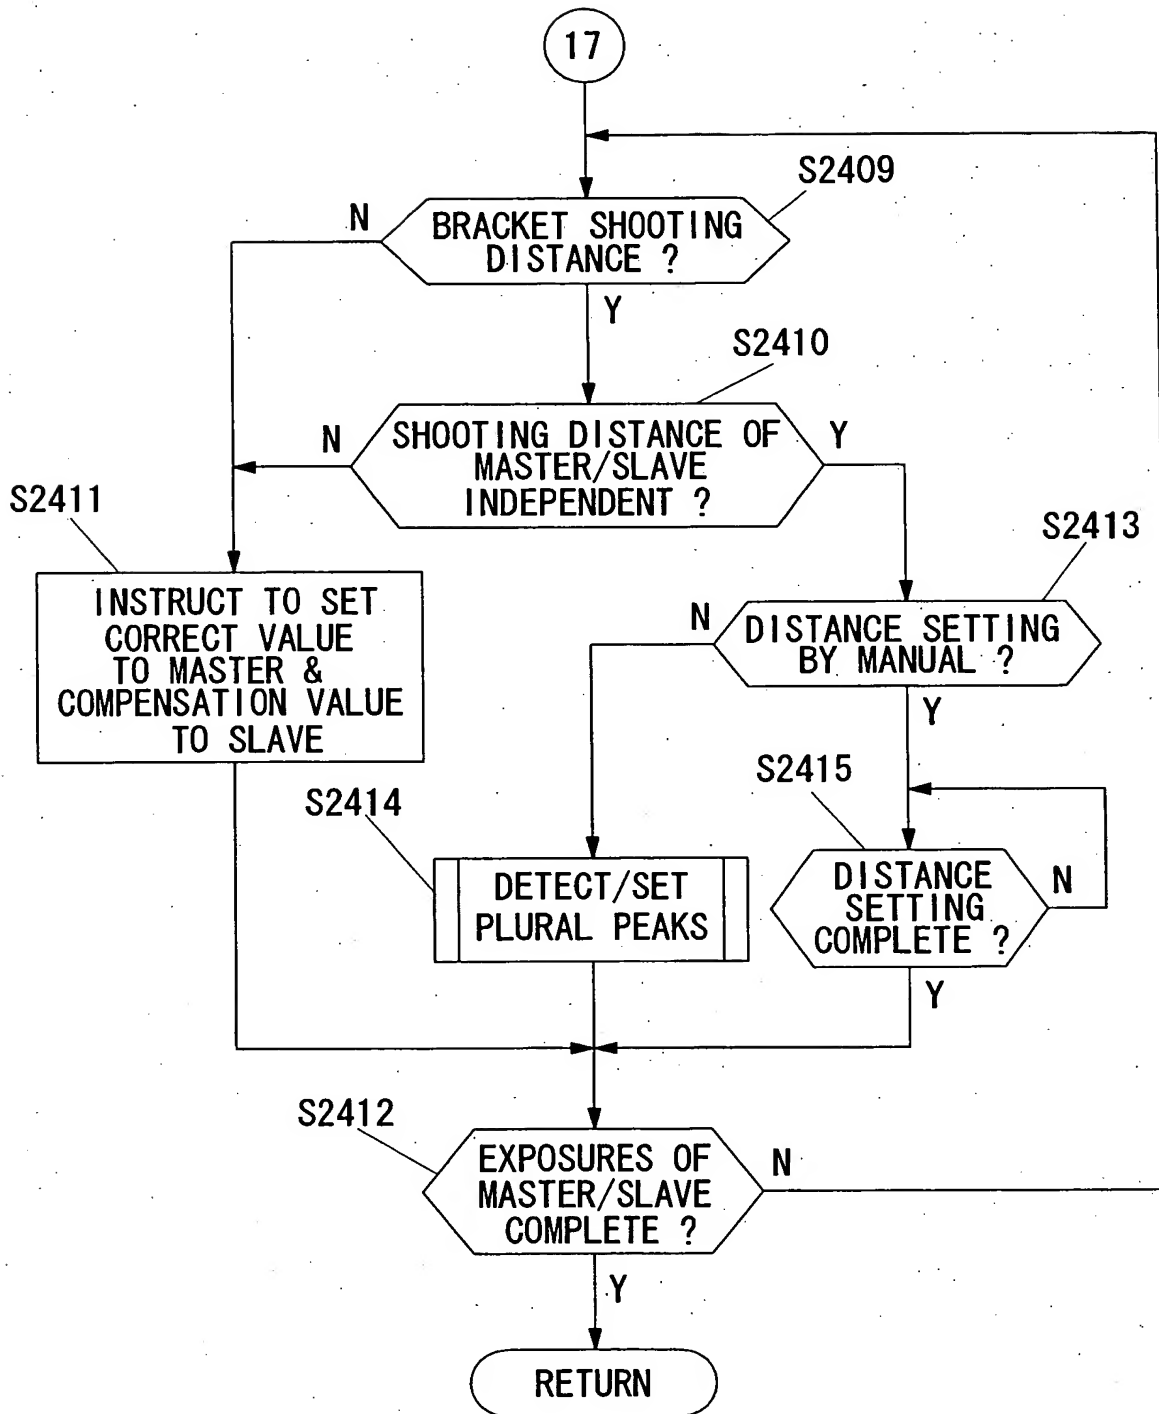 17
S2409
N
BRACKET SHOOTING
DISTANCE ?
Y
S2410
N
SHOOTING DISTANCE OF
MASTER/SLAVE
INDEPENDENT ?
Y
S2411
S2413
INSTRUCT TO SET
CORRECT VALUE
TO MASTER &
COMPENSATION VALUE
TO SLAVE
N
DISTANCE SETTING
BY MANUAL ?
Y
S2415
S2414
DETECT/SET
PLURAL PEAKS
DISTANCE
SETTING
COMPLETE ?
N
Y
S2412
EXPOSURES OF
MASTER/SLAVE
COMPLETE ?
N
Y
RETURN